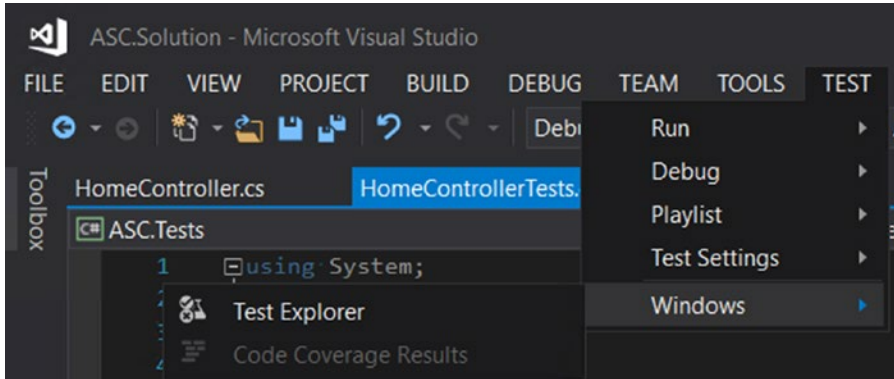 ASC.Solution - Microsoft Visual Studio
FILE EDIT VIEW PROJECT BUILD DEBUG TEAM TOOLS TEST
Run
Debug
Playlist
Test Settings
Windows
Toolbox
HomeController.cs HomeControllerTests.
C# ASC.Tests
1 using System;
Test Explorer
Code Coverage Results